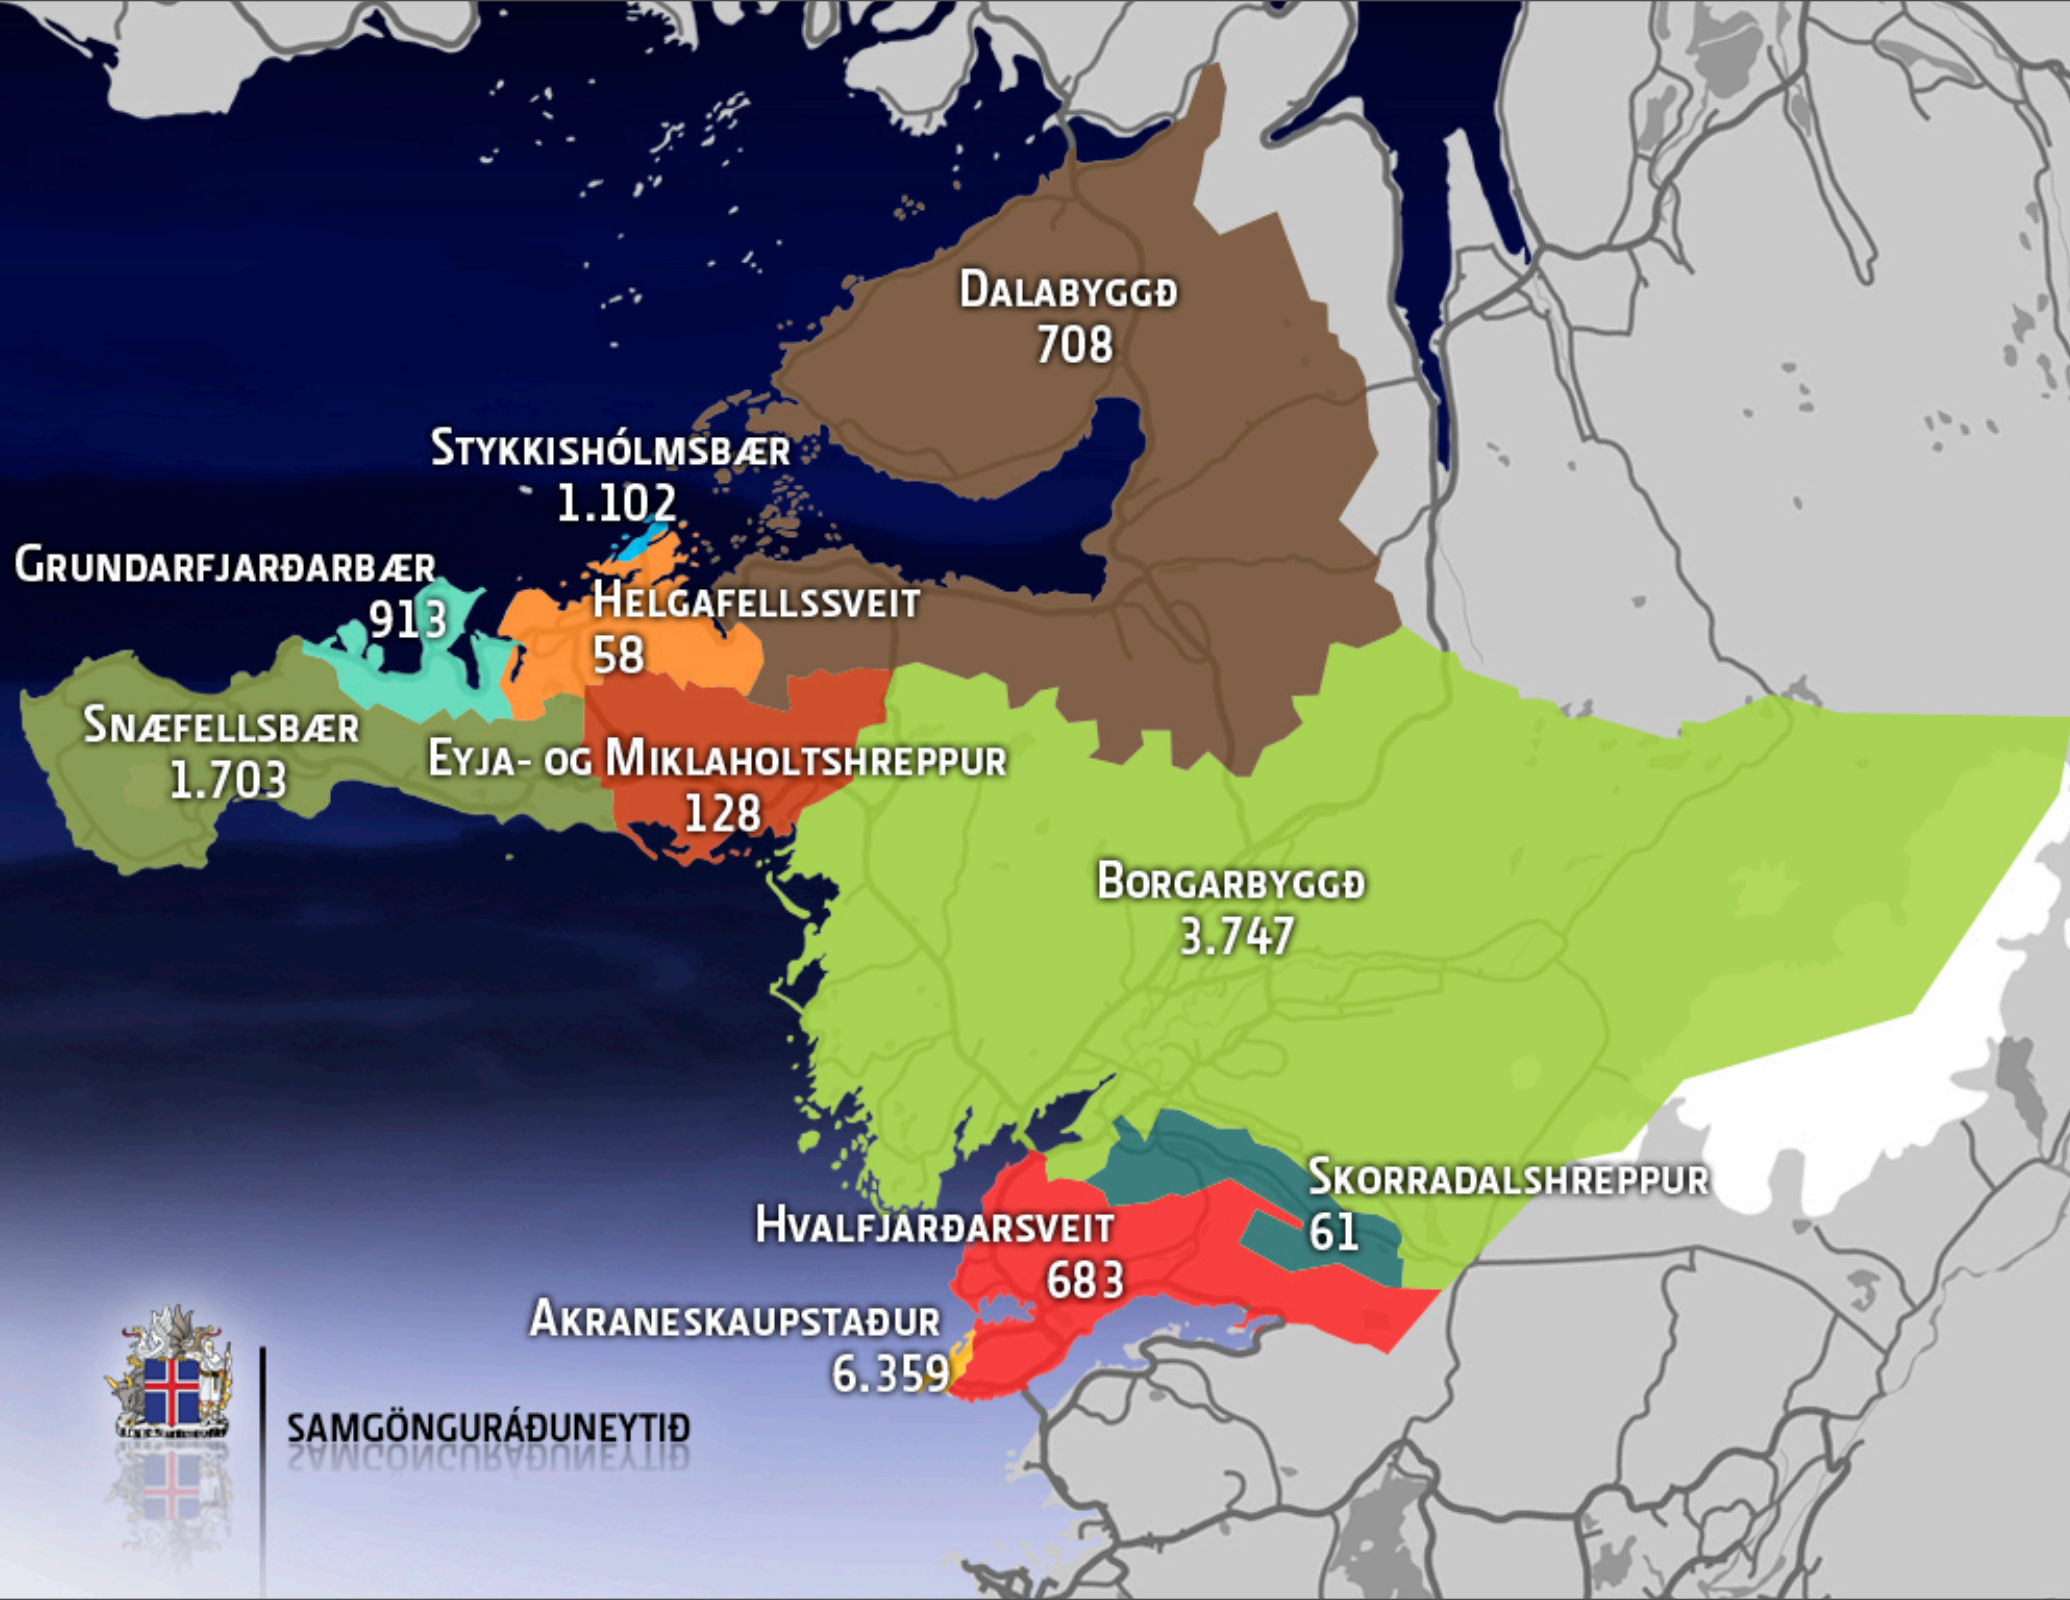 Dalabyggð
708
Stykkishólmsbær
1.102
Grundarfjarðarbær
913
Helgafellssveit
58
Snæfellsbær
1.703
Eyja- og Miklaholtshreppur
128
Borgarbyggð
3.747
Skorradalshreppur
61
Hvalfjarðarsveit
683
Akraneskaupstaður
6.359
SAMGÖNGURÁÐUNEYTIÐ